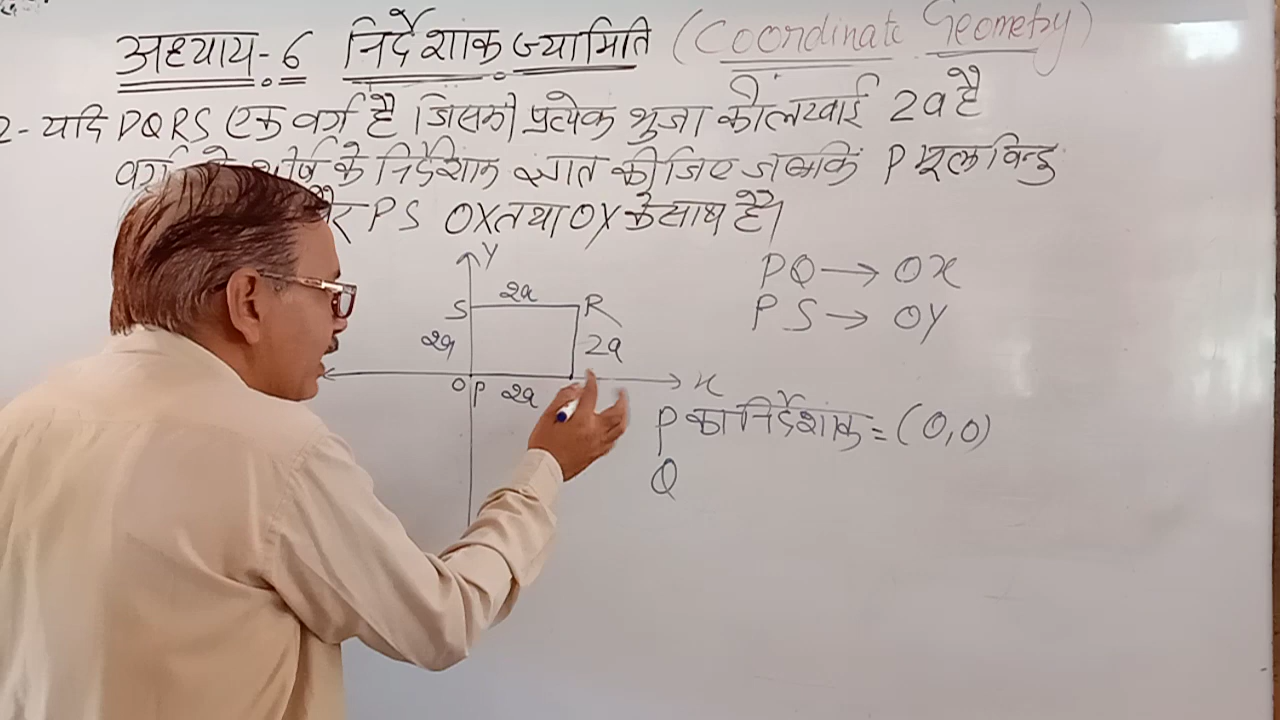 अध्याय-6 निर्देशांक ज्यामिति (Coordinate Geometry)
2- यदि PQRS एक वर्ग है जिसकी प्रत्येक भुजा की लम्बाई 2a है
वर्ग के शीर्ष के निर्देशांक ज्ञात कीजिए जबकि P मूलबिन्दु
PS OX तथा OY के साथ है।
Y
PQ → OX
S 2a R
PS → OY
2a 2a
O P 2a x
P का निर्देशांक = (0,0)
Q